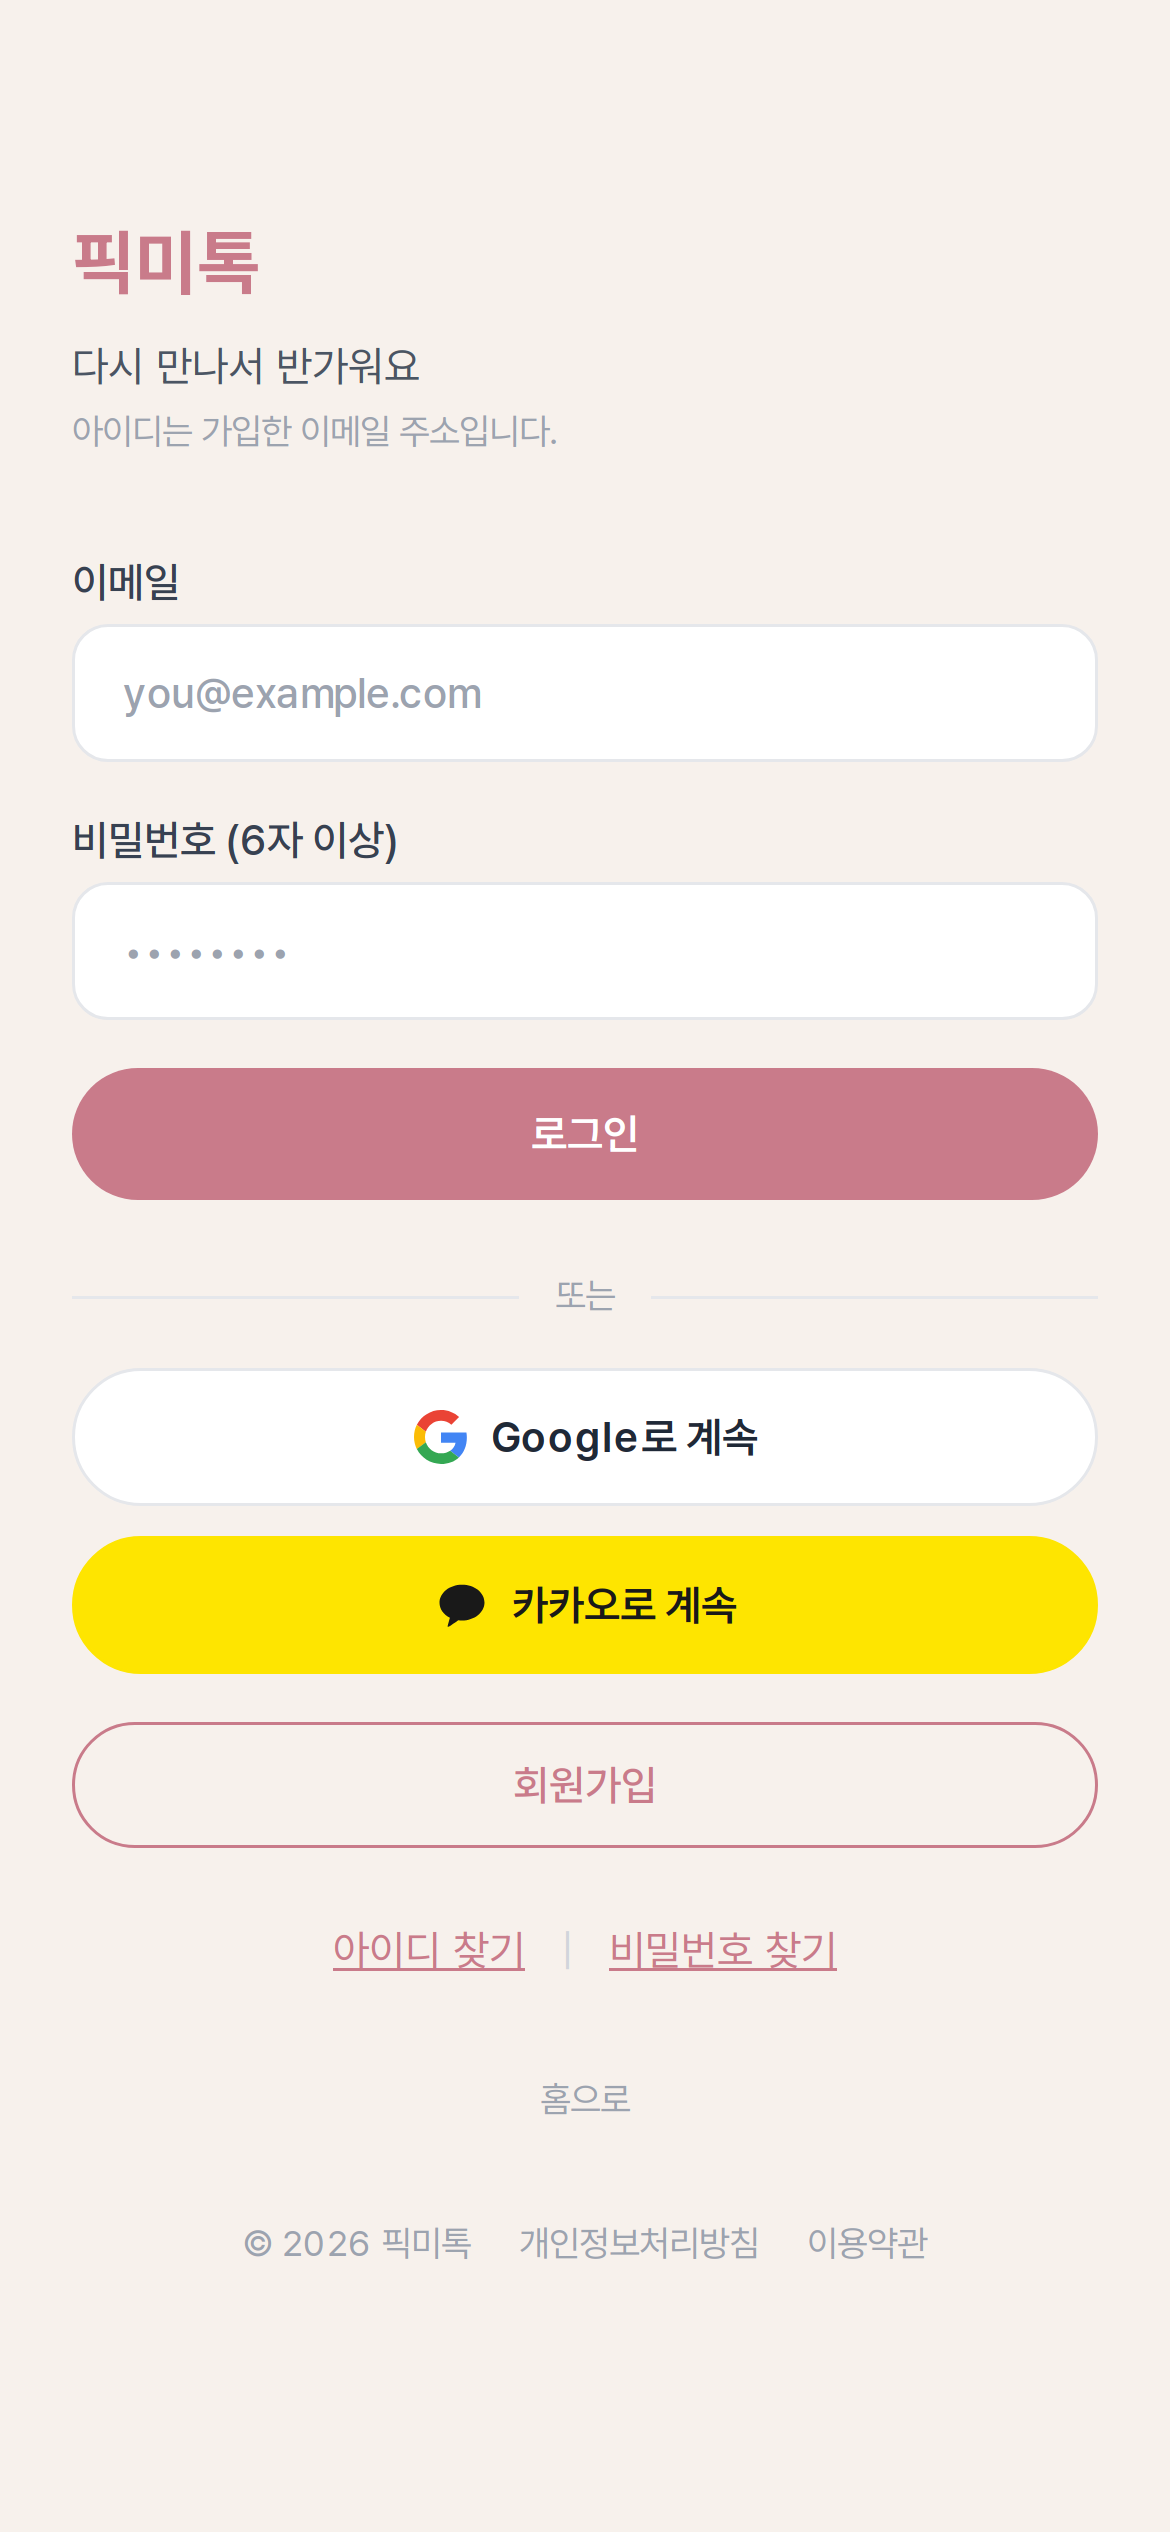 픽미톡
다시 만나서 반가워요
아이디는 가입한 이메일 주소입니다.
이메일
you@example.com
비밀번호 (6자 이상)
••••••••
로그인
또는
Google로 계속
카카오로 계속
회원가입
아이디 찾기 | 비밀번호 찾기
홈으로
© 2026 픽미톡 개인정보처리방침 이용약관